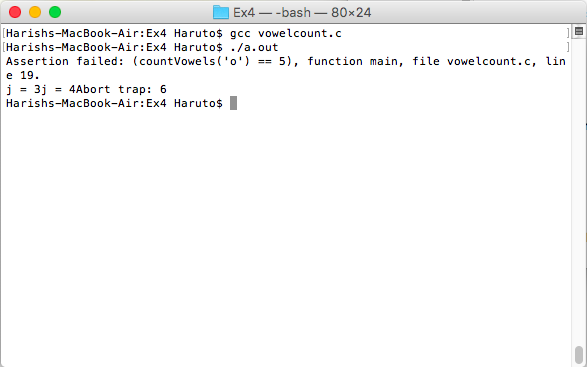 Ex4 — -bash — 80×24
[Harishs-MacBook-Air:Ex4 Haruto$ gcc vowelcount.c ]
[Harishs-MacBook-Air:Ex4 Haruto$ ./a.out ]
Assertion failed: (countVowels('o') == 5), function main, file vowelcount.c, lin
e 19.
j = 3j = 4Abort trap: 6
Harishs-MacBook-Air:Ex4 Haruto$